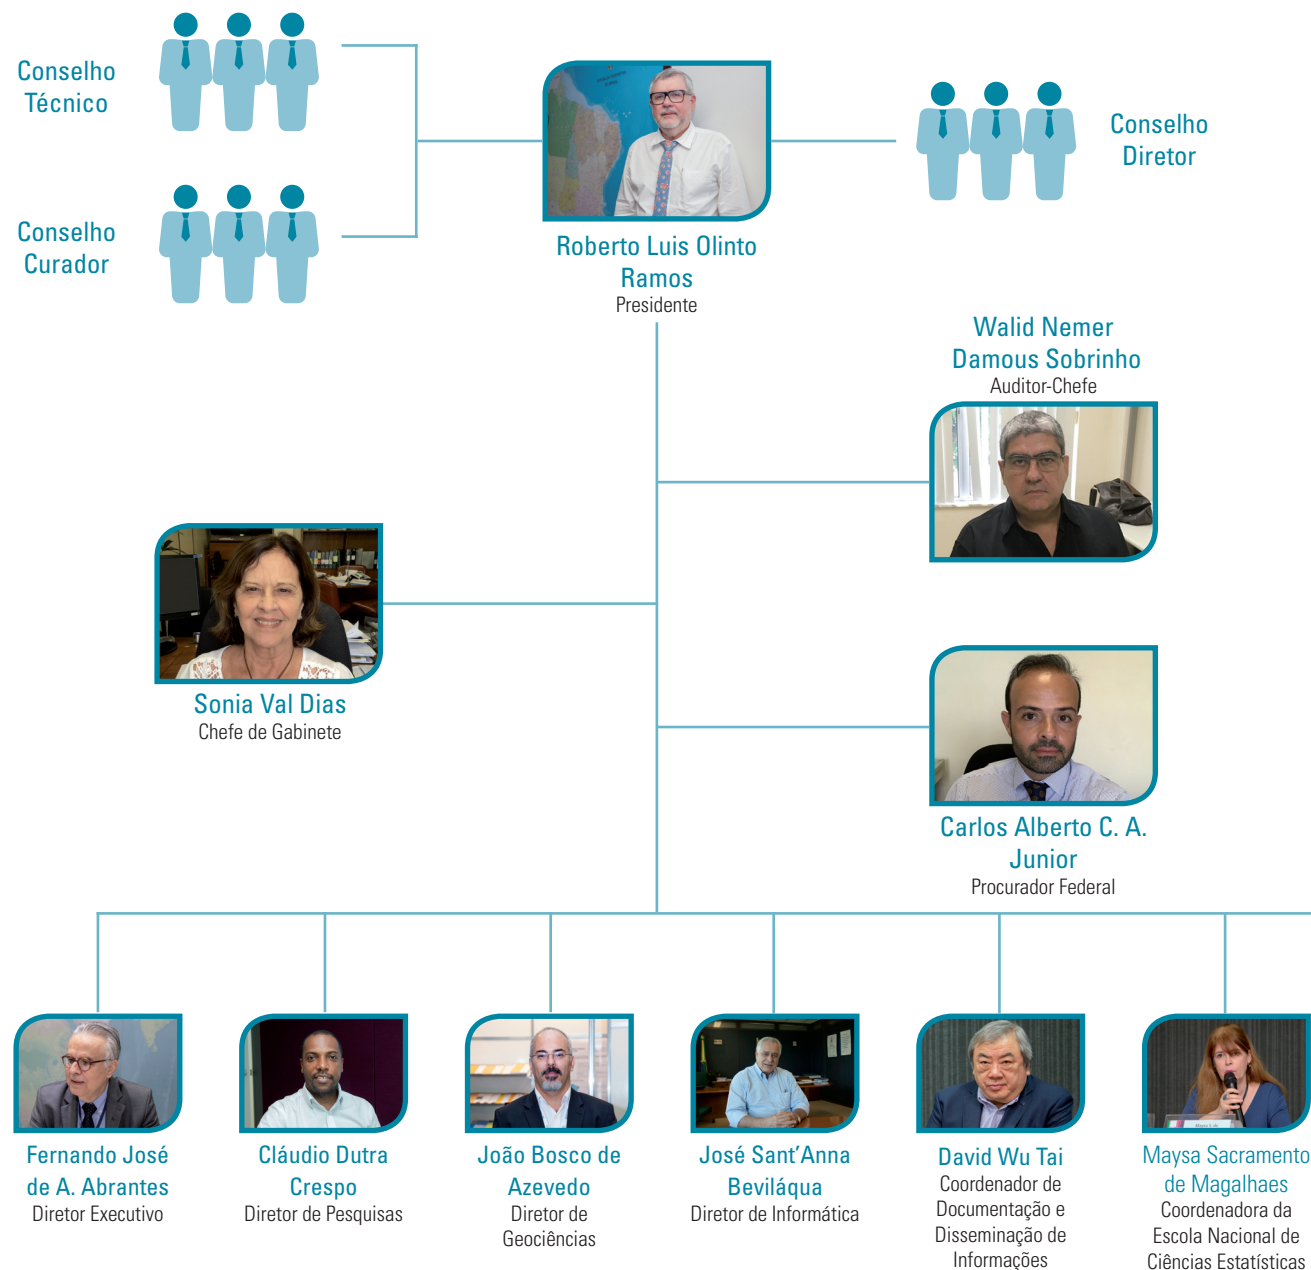 Conselho
Técnico
Conselho
Curador
Conselho
Diretor
Roberto Luis Olinto
Ramos
Presidente
Walid Nemer
Damous Sobrinho
Auditor-Chefe
Sonia Val Dias
Chefe de Gabinete
Carlos Alberto C. A.
Junior
Procurador Federal
Fernando José
de A. Abrantes
Diretor Executivo
Cláudio Dutra
Crespo
Diretor de Pesquisas
João Bosco de
Azevedo
Diretor de
Geociências
José Sant’Anna
Beviláqua
Diretor de Informática
David Wu Tai
Coordenador de
Documentação e
Disseminação de
Informações
Maysa Sacramento
de Magalhaes
Coordenadora da
Escola Nacional de
Ciências Estatísticas